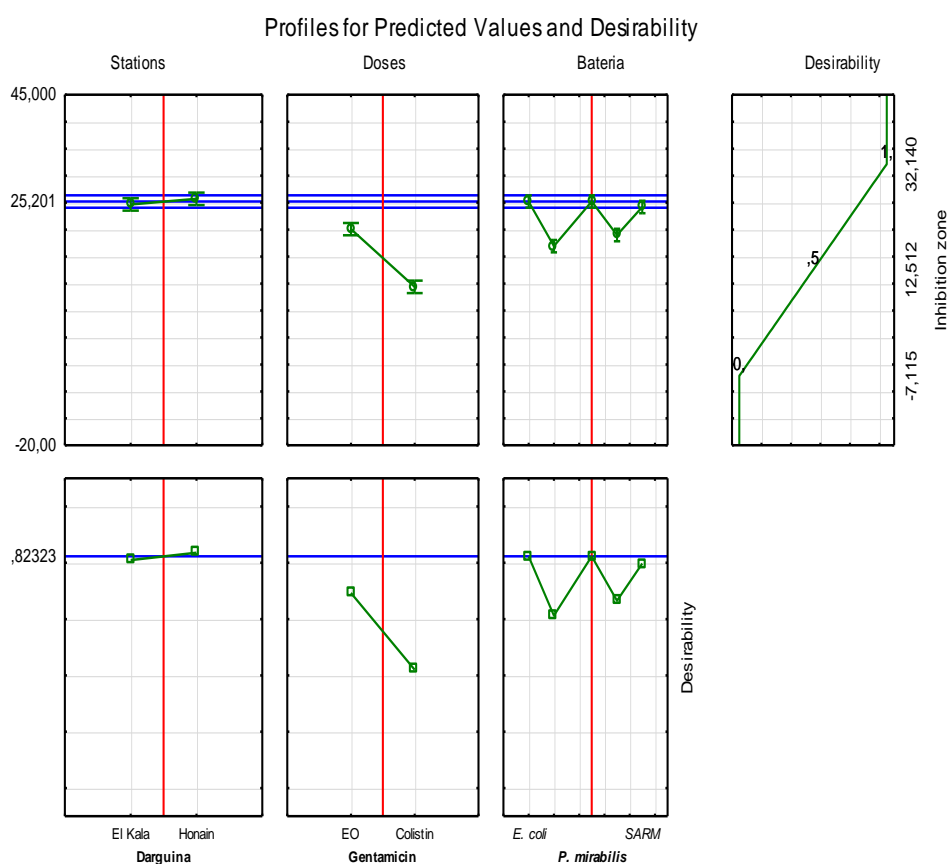 Profiles for Predicted Values and Desirability
Stations Doses Bateria Desirability
45,000
25,201
-20,00
1,
,5
0,
32,140
12,512
-7,115
Inhibition zone
,82323
Desirability
El Kala Honain EO Colistin E. coli SARM
Darguina Gentamicin P. mirabilis